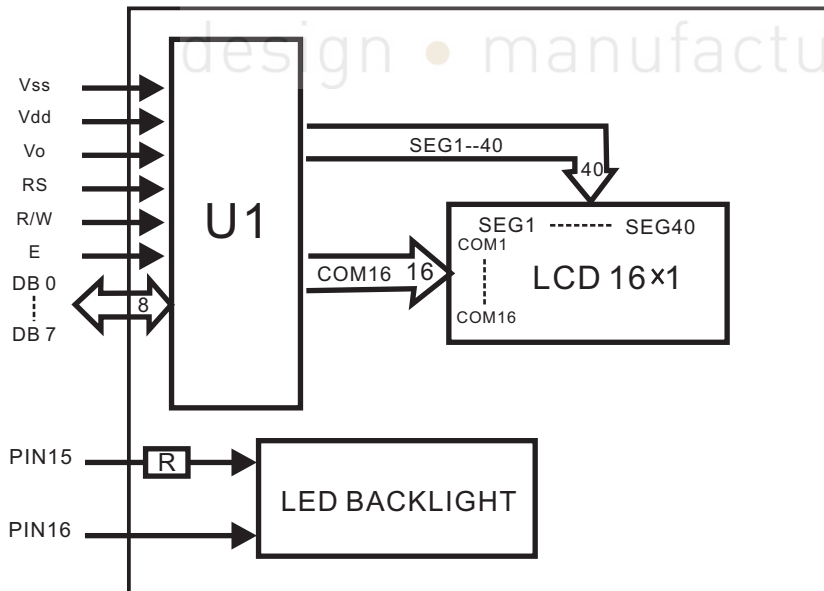 design • manufactu
Vss
Vdd
Vo
RS
R/W
E
DB 0
DB 7
8
U1
SEG1--40
40
COM16 16
SEG1 SEG40
COM1
LCD 16×1
COM16
PIN15
R
PIN16
LED BACKLIGHT